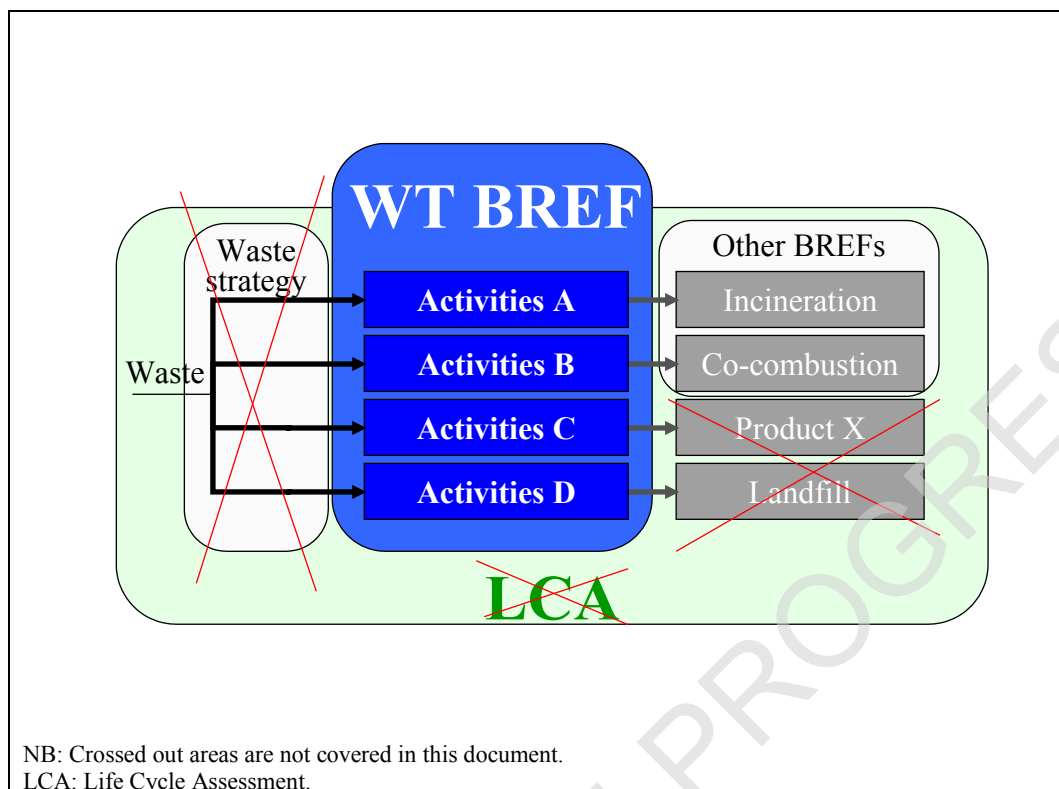 WT BREF
Waste
strategy
Other BREFs
Activities A
Incineration
Activities B
Co-combustion
Waste
Activities C
Product X
Activities D
Landfill
LCA
PROGRES
NB: Crossed out areas are not covered in this document.
LCA: Life Cycle Assessment.